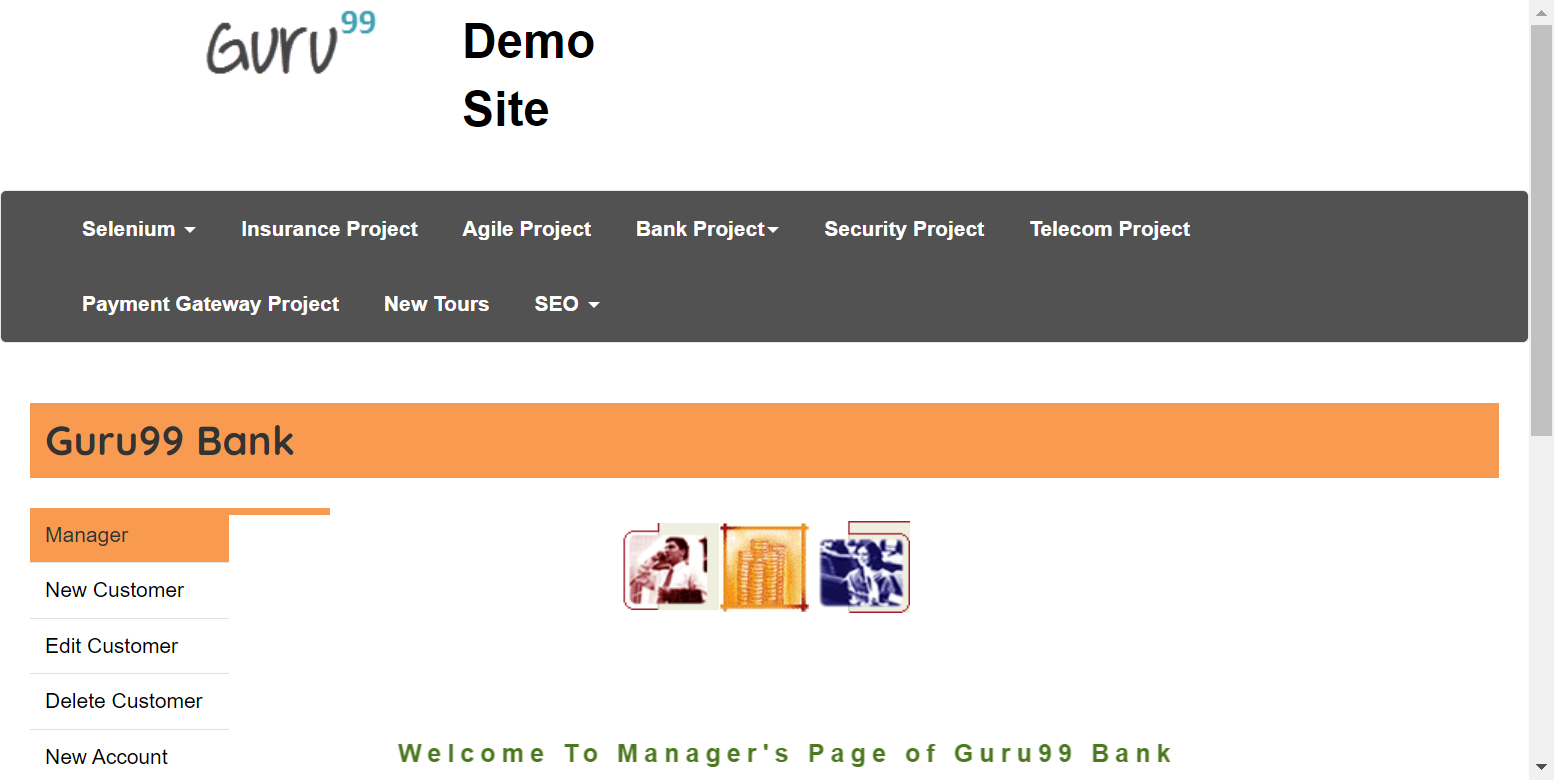 Guru99
Demo
Site
Selenium Insurance Project Agile Project Bank Project Security Project Telecom Project
Payment Gateway Project New Tours SEO
Guru99 Bank
Manager
New Customer
Edit Customer
Delete Customer
New Account
Welcome To Manager's Page of Guru99 Bank